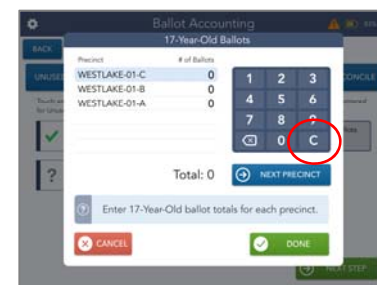 Ballot Accounting
BACK
17-Year-Old Ballots
Precinct # of Ballots
WESTLAKE-01-C 0
WESTLAKE-01-B 0
WESTLAKE-01-A 0
1 2 3
4 5 6
7 8 9
0 C
Total: 0
NEXT PRECINCT
Enter 17-Year-Old ballot totals for each precinct.
CANCEL
DONE
NEXT STEP